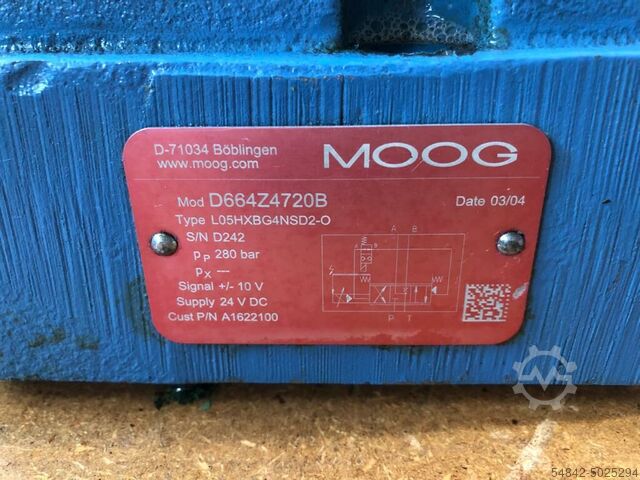 D-71034 Böblingen
www.moog.com
MOOG
Mod D664Z4720B
Date 03/04
Type L05HXBG4NSD2-O
S/N D242
pP 280 bar
pX ---
Signal +/- 10 V
Supply 24 V DC
Cust P/N A1622100
A B
A B
P T
54842 5025294